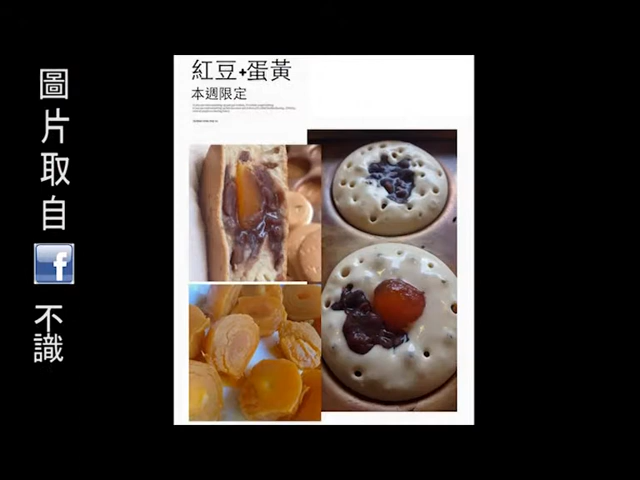 圖片取自
f
不識
紅豆+蛋黃
本週限定